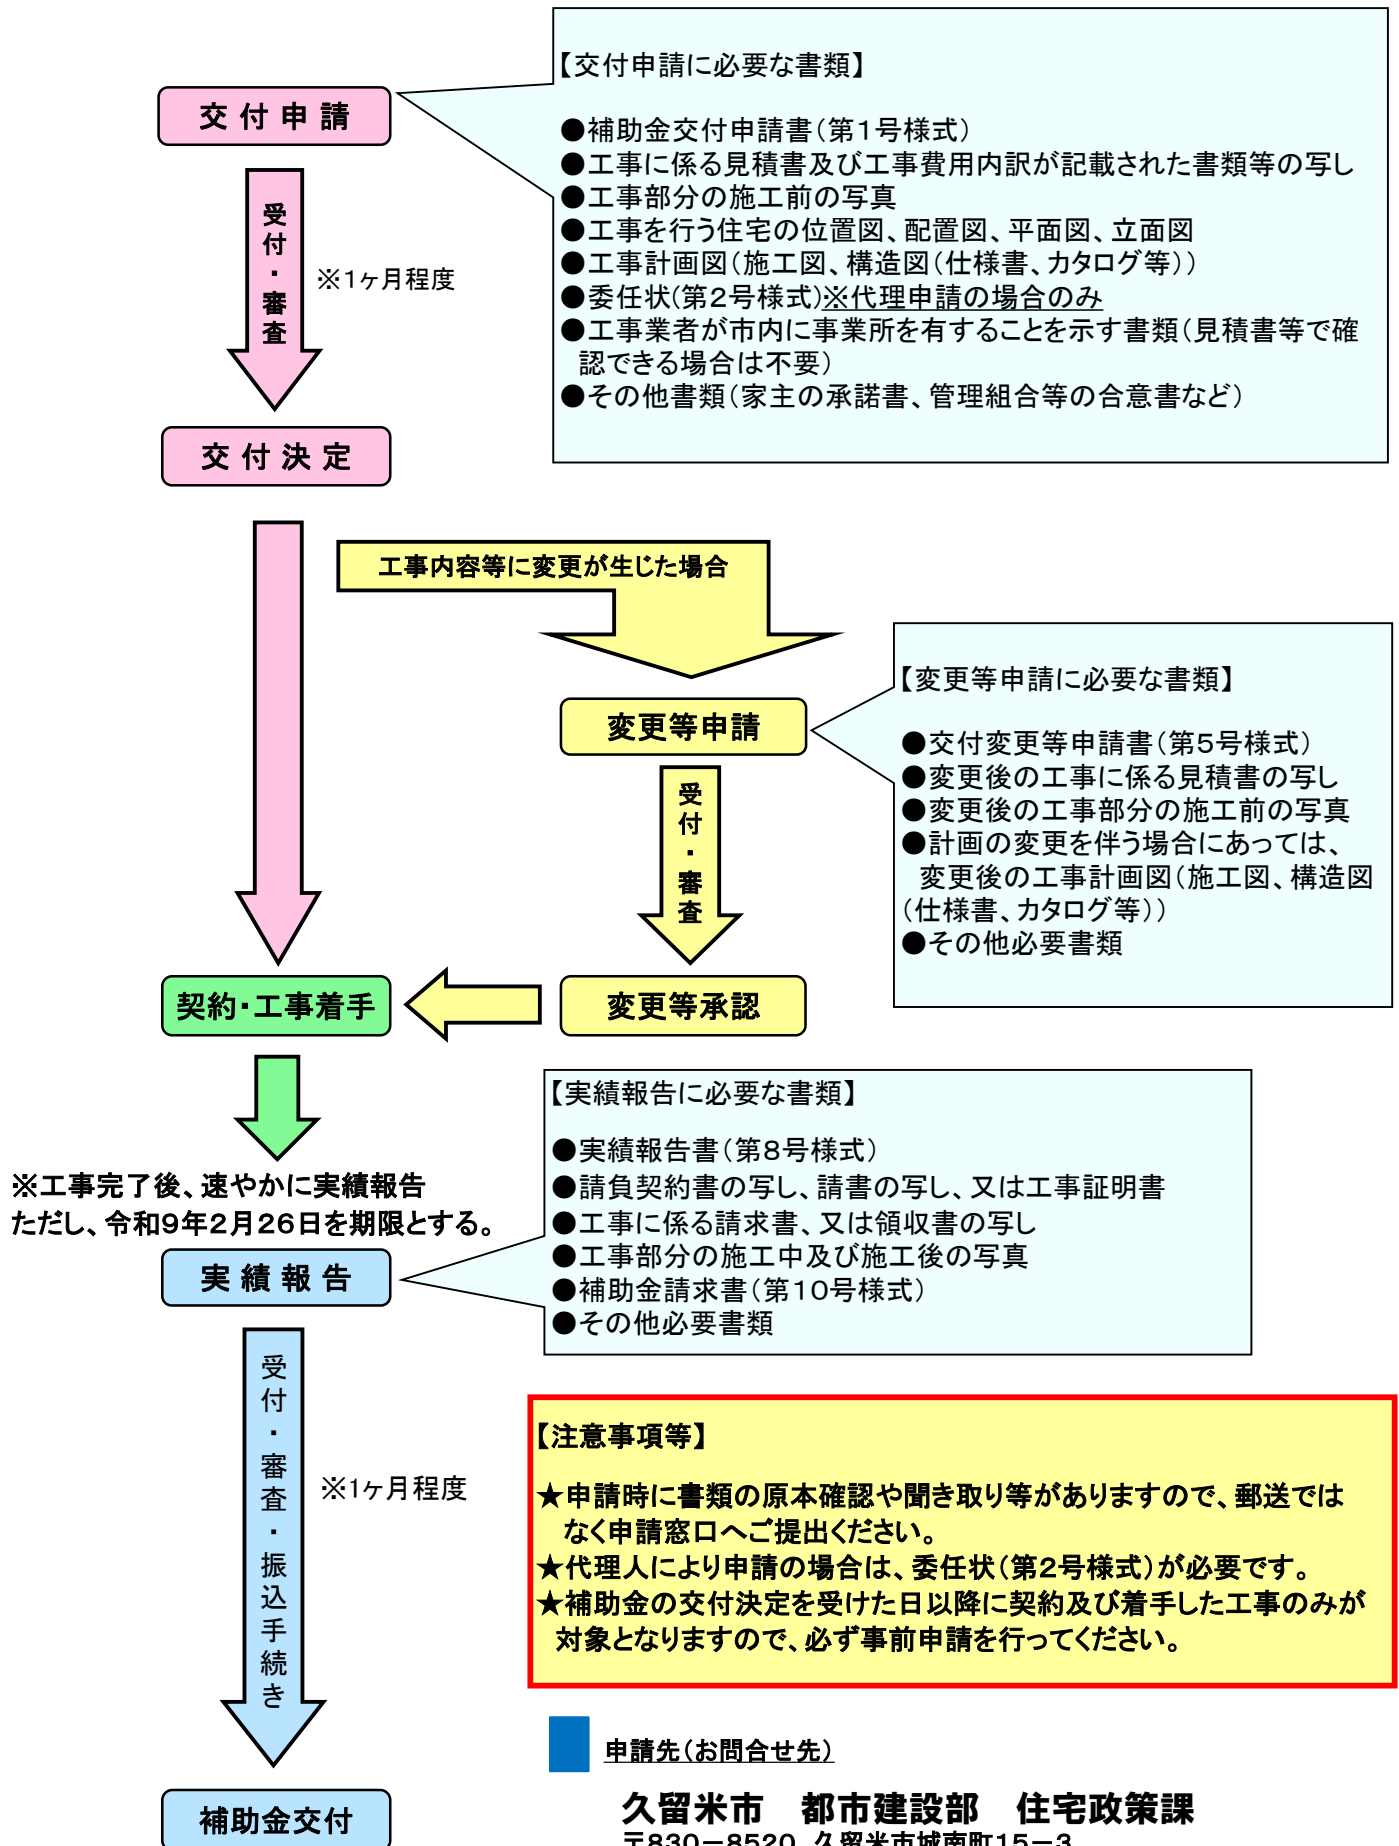 【交付申請に必要な書類】
交付申請
●補助金交付申請書(第1号様式)
●工事に係る見積書及び工事費用内訳が記載された書類等の写し
●工事部分の施工前の写真
●工事を行う住宅の位置図、配置図、平面図、立面図
●工事計画図(施工図、構造図(仕様書、カタログ等))
●委任状(第2号様式)※代理申請の場合のみ
●工事業者が市内に事業所を有することを示す書類(見積書等で確
認できる場合は不要)
●その他書類(家主の承諾書、管理組合等の合意書など)
受付・審査
※1ヶ月程度
交付決定
工事内容等に変更が生じた場合
変更等申請
【変更等申請に必要な書類】
●交付変更等申請書(第5号様式)
●変更後の工事に係る見積書の写し
●変更後の工事部分の施工前の写真
●計画の変更を伴う場合にあっては、
変更後の工事計画図(施工図、構造図
(仕様書、カタログ等))
●その他必要書類
受付・審査
変更等承認
契約・工事着手
※工事完了後、速やかに実績報告
ただし、令和9年2月26日を期限とする。
実績報告
【実績報告に必要な書類】
●実績報告書(第8号様式)
●請負契約書の写し、請書の写し、又は工事証明書
●工事に係る請求書、又は領収書の写し
●工事部分の施工中及び施工後の写真
●補助金請求書(第10号様式)
●その他必要書類
受付・審査・振込手続き
※1ヶ月程度
補助金交付
【注意事項等】
★申請時に書類の原本確認や聞き取り等がありますので、郵送では
なく申請窓口へご提出ください。
★代理人により申請の場合は、委任状(第2号様式)が必要です。
★補助金の交付決定を受けた日以降に契約及び着手した工事のみが
対象となりますので、必ず事前申請を行ってください。
申請先(お問合せ先)
久留米市 都市建設部 住宅政策課
〒830-8520 久留米市城南町15-3